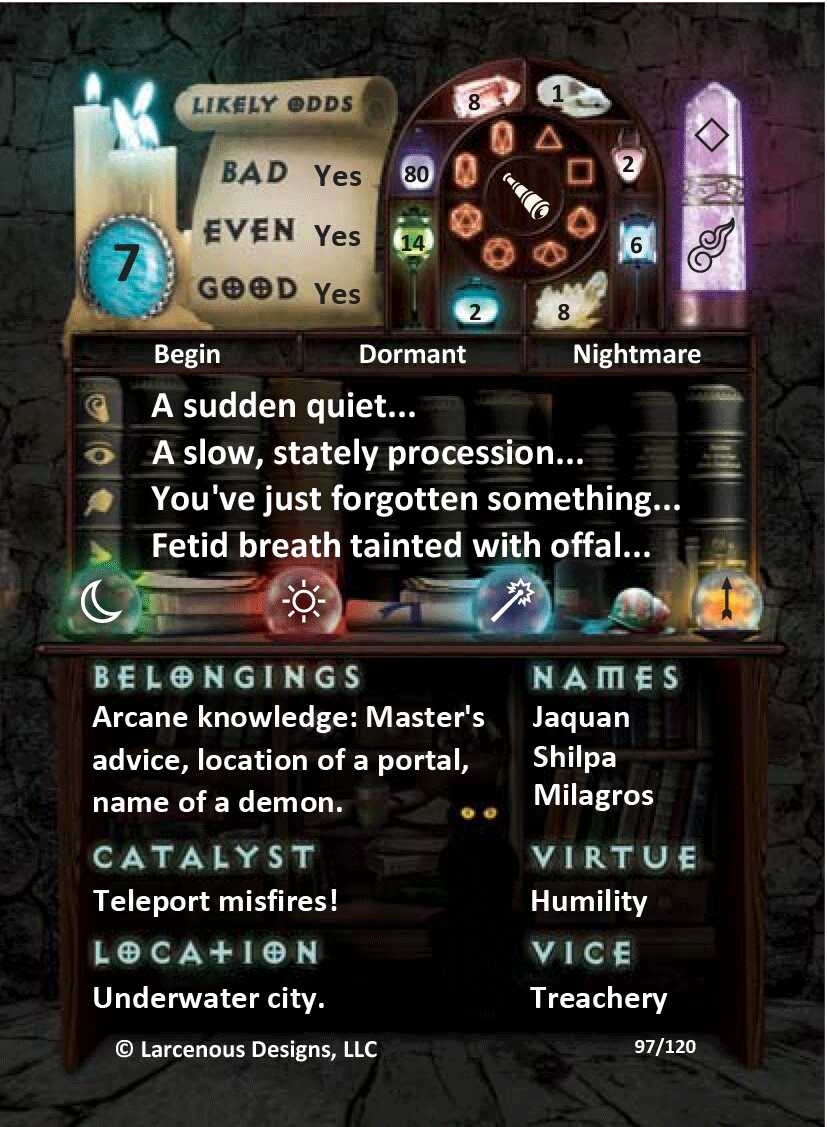 LIKELY ODDS
BAD Yes
EVEN Yes
GOOD Yes
7
8
1
80
2
14
6
2
8
Begin Dormant Nightmare
A sudden quiet...
A slow, stately procession...
You've just forgotten something...
Fetid breath tainted with offal...
BELONGINGS
Arcane knowledge: Master's
advice, location of a portal,
name of a demon.
NAMES
Jaquan
Shilpa
Milagros
CATALYST
Teleport misfires!
VIRTUE
Humility
LOCATION
Underwater city.
VICE
Treachery
© Larcenous Designs, LLC
97/120